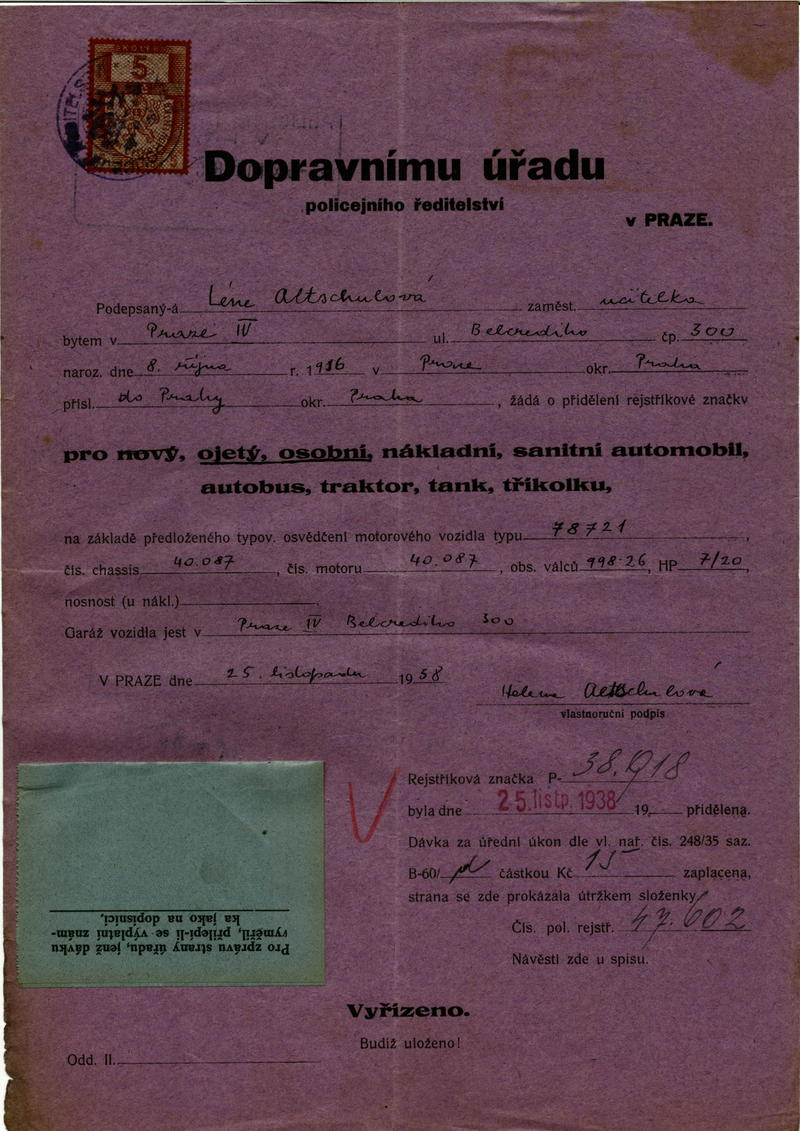 5
Dopravnímu úřadu
policejního ředitelství
v PRAZE.
Podepsaný-á Léne Altschulová zaměst. učitelka
bytem v Praze IV ul. Belcrediho čp. 300
naroz. dne 8. října r. 1916 v Praze okr. Praha
přísl. do Prahy okr. Praha, žádá o přidělení rejstříkové značky
pro nový, ojetý, osobní, nákladní, sanitní automobil,
autobus, traktor, tank, tříkolku,
na základě předloženého typov. osvědčení motorového vozidla typu 78721,
čís. chassis 40.087, čís. motoru 40.087, obs. válců 998·26, HP 7/20,
nosnost (u nákl.)
Garáž vozidla jest v Praze IV Belcrediho 300
V PRAZE dne 25. listopadu 1938
Helena Altschulová
vlastnoruční podpis
Rejstříková značka P- 38.918
byla dne 25. listp. 1938 19 přidělena.
Dávka za úřední úkon dle vl. nař. čís. 248/35 saz.
B-60/ částkou Kč 15 zaplacena,
strana se zde prokázala útržkem složenky
Čís. pol. rejstř. 47.602
Návěsti zde u spisu.
Pro zprávu strany úřadu, jenž dávku
vyměřil, přilepí-li se výplatní znám-
ka jako na dopisnici.
Vyřízeno.
Budiž uloženo!
Odd. II.